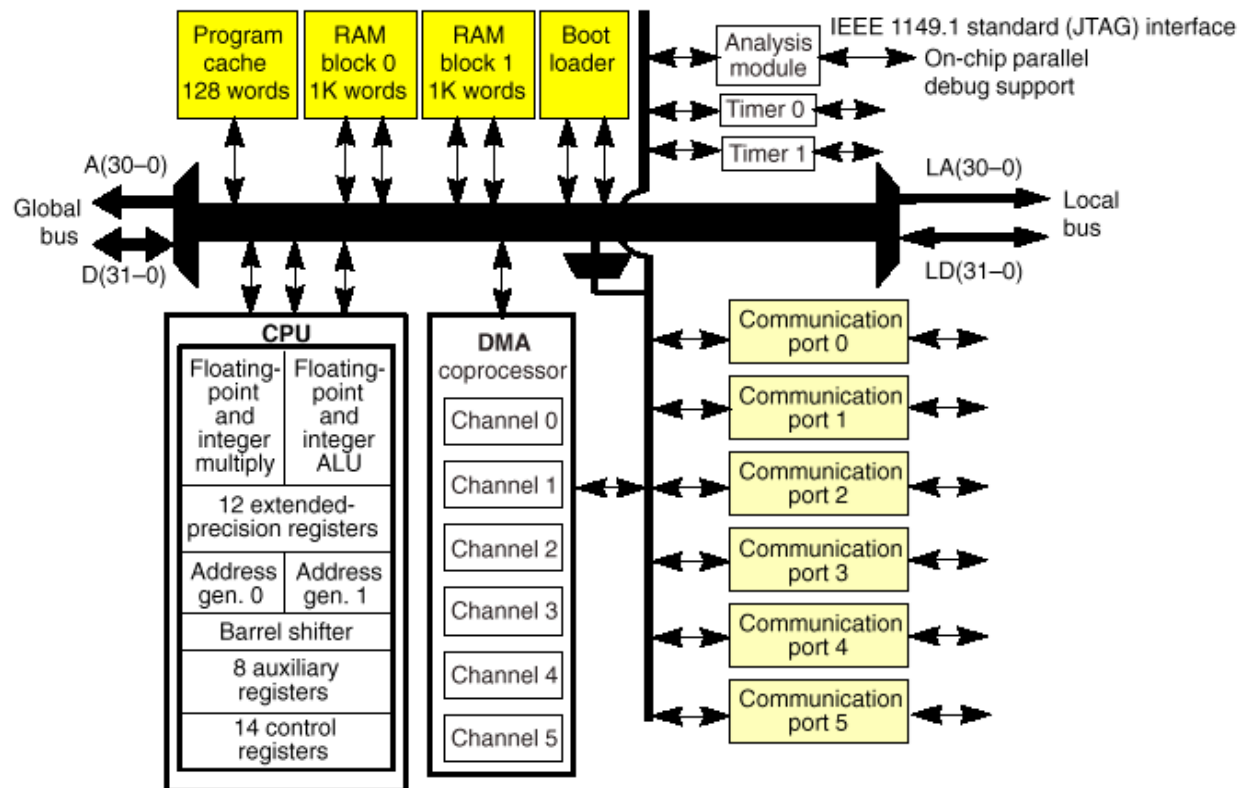 Program
cache
128 words
RAM
block 0
1K words
RAM
block 1
1K words
Boot
loader
IEEE 1149.1 standard (JTAG) interface
Analysis
module
On-chip parallel
debug support
Timer 0
Timer 1
A(30–0)
Global
bus
D(31–0)
LA(30–0)
Local
bus
LD(31–0)
CPU
Floating-
point
and
integer
multiply
Floating-
point
and
integer
ALU
12 extended-
precision registers
Address
gen. 0
Address
gen. 1
Barrel shifter
8 auxiliary
registers
14 control
registers
DMA
coprocessor
Channel 0
Channel 1
Channel 2
Channel 3
Channel 4
Channel 5
Communication
port 0
Communication
port 1
Communication
port 2
Communication
port 3
Communication
port 4
Communication
port 5